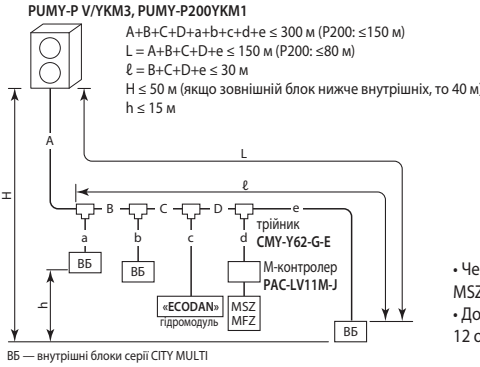 PUMY-P V/YKM3, PUMY-P200YKM1
A+B+C+D+a+b+c+d+e ≤ 300 м (P200: ≤150 м)
L = A+B+C+D+e ≤ 150 м (P200: ≤80 м)
ℓ = B+C+D+e ≤ 30 м
H ≤ 50 м (якщо зовнішній блок нижче внутрішніх, то 40 м)
h ≤ 15 м
A
L
H
ℓ
B
C
D
e
трійник
CMY-Y62-G-E
a
b
c
d
ВБ
ВБ
М-контролер
PAC-LV11M-J
h
«ECODAN»
гідромодуль
MSZ
MFZ
ВБ
ВБ — внутрішні блоки серії CITY MULTI
• Че
MSZ
• До
12 о